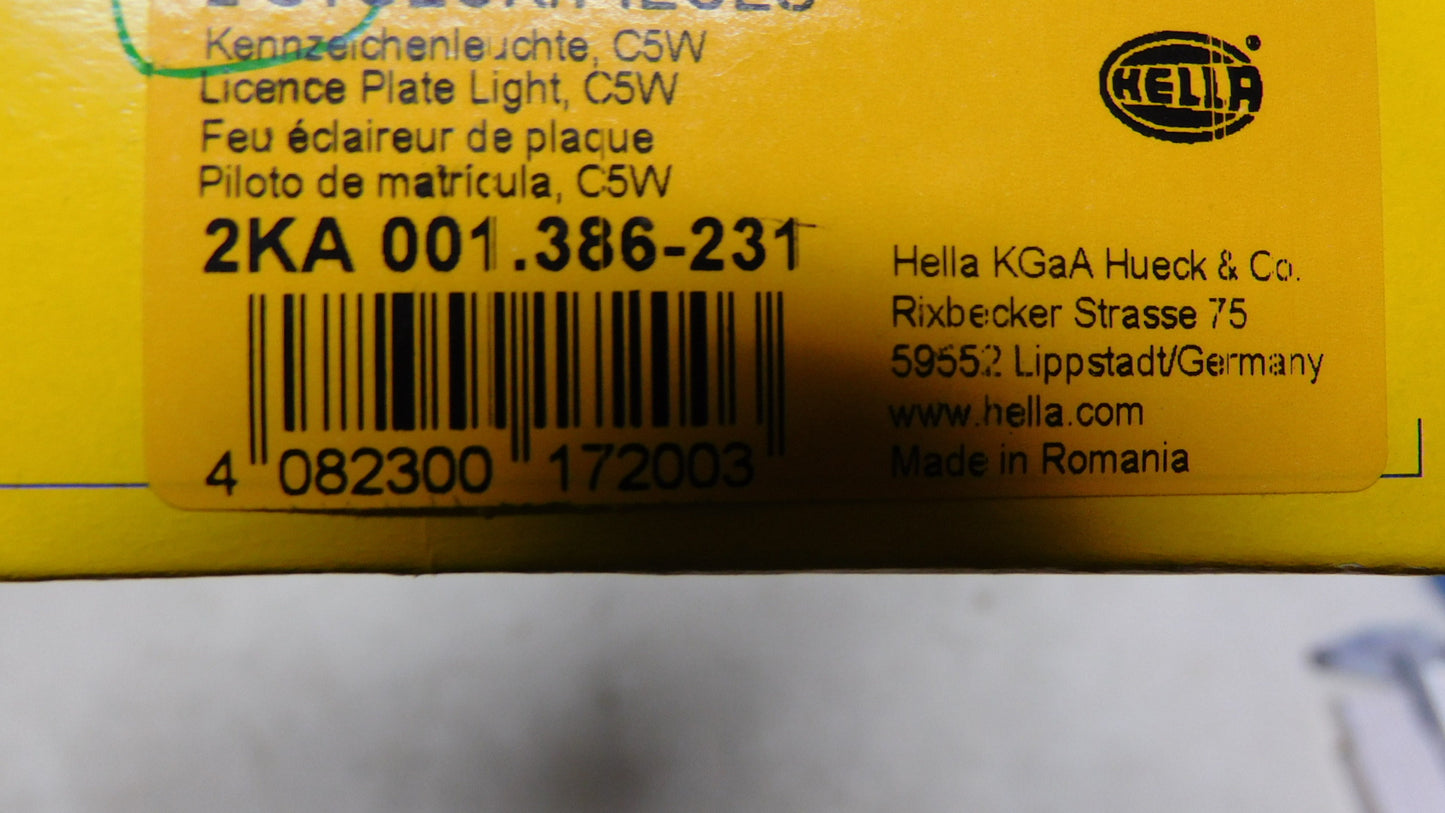 Kennzeichenleuchte, C5W
Licence Plate Light, C5W
Feu éclaireur de plaque
Piloto de matrícula, C5W
2KA 001.386-231
4 082300 172003
HELLA
Hella KGaA Hueck & Co.
Rixbecker Strasse 75
59552 Lippstadt/Germany
www.hella.com
Made in Romania